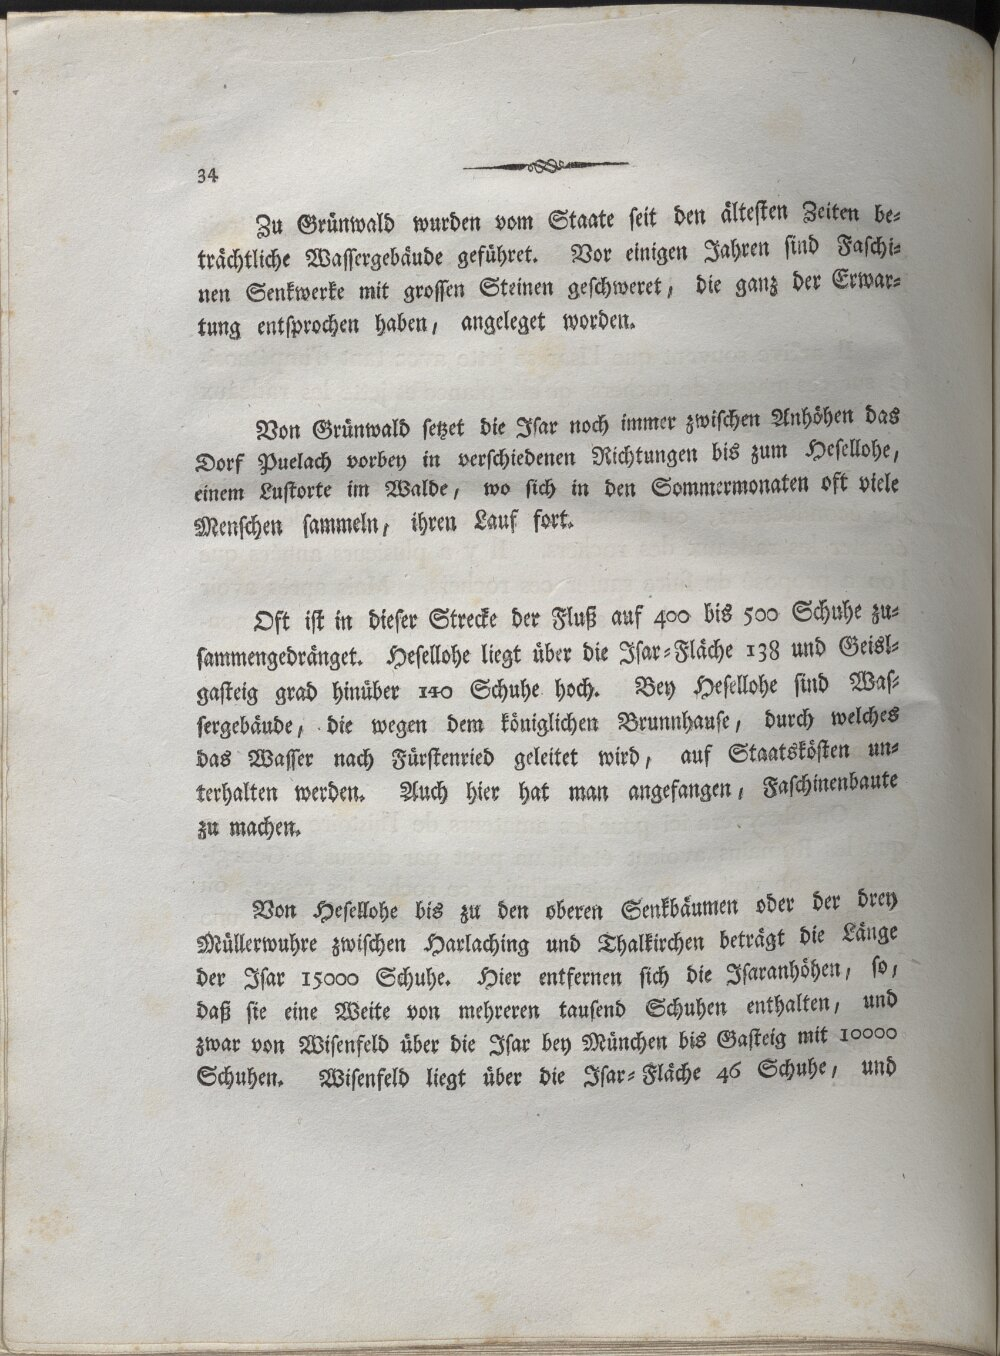 34
Zu Grünwald wurden vom Staate seit den ältesten Zeiten be-
trächtliche Wassergebäude geführet. Vor einigen Jahren sind Faschi-
nen Senkwerke mit grossen Steinen geschweret, die ganz der Erwar-
tung entsprochen haben, angeleget worden.
Von Grünwald setzet die Isar noch immer zwischen Anhöhen das
Dorf Puelach vorbey in verschiedenen Richtungen bis zum Hesellohe,
einem Lustorte im Walde, wo sich in den Sommermonaten oft viele
Menschen sammeln, ihren Lauf fort.
Oft ist in dieser Strecke der Fluß auf 400 bis 500 Schuhe zu-
sammengedränget. Hesellohe liegt über die Isar-Fläche 138 und Geisl-
gasteig grad hinüber 140 Schuhe hoch. Bey Hesellohe sind Was-
sergebäude, die wegen dem königlichen Brunnhause, durch welches
das Wasser nach Fürstenried geleitet wird, auf Staatskösten un-
terhalten werden. Auch hier hat man angefangen, Faschinenbaute
zu machen.
Von Hesellohe bis zu den oberen Senkbäumen oder der drey
Müllerwuhre zwischen Harlaching und Thalkirchen beträgt die Länge
der Isar 15000 Schuhe. Hier entfernen sich die Isaranhöhen, so,
daß sie eine Weite von mehreren tausend Schuhen enthalten, und
zwar von Wisenfeld über die Isar bey München bis Gasteig mit 10000
Schuhen. Wisenfeld liegt über die Isar-Fläche 46 Schuhe, und